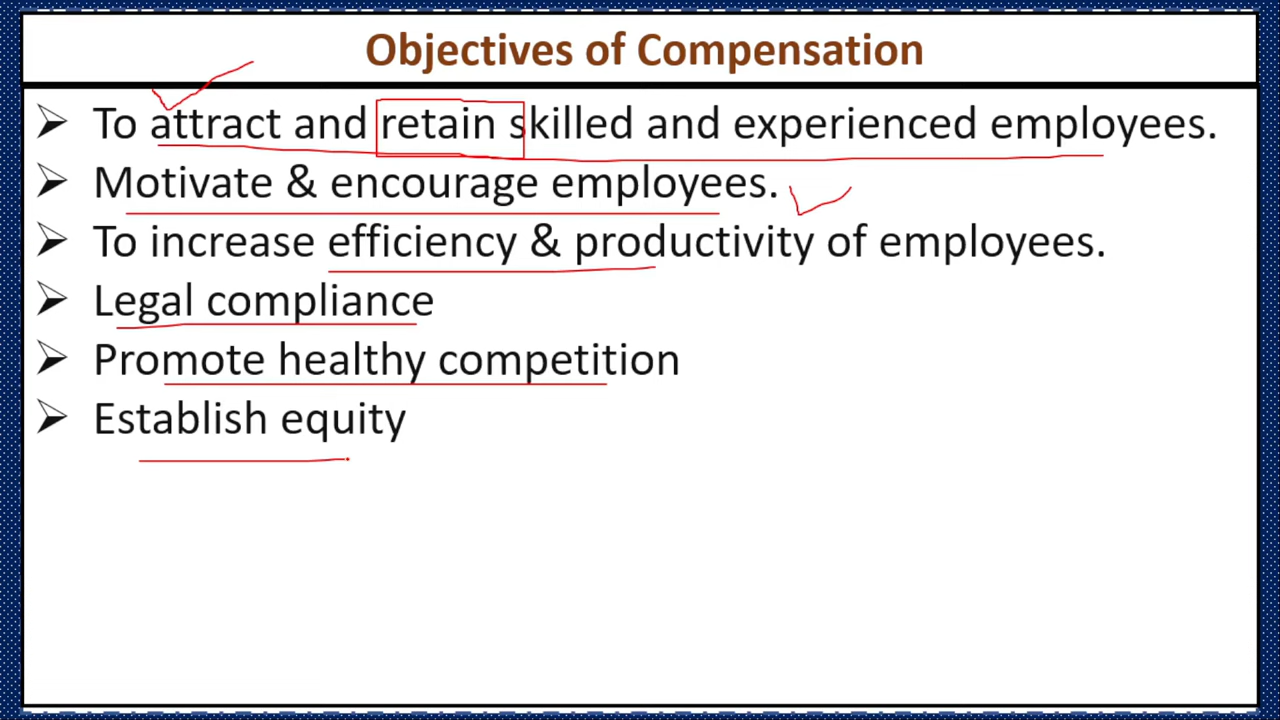 Objectives of Compensation
➢ To attract and retain skilled and experienced employees.
➢ Motivate & encourage employees.
➢ To increase efficiency & productivity of employees.
➢ Legal compliance
➢ Promote healthy competition
➢ Establish equity